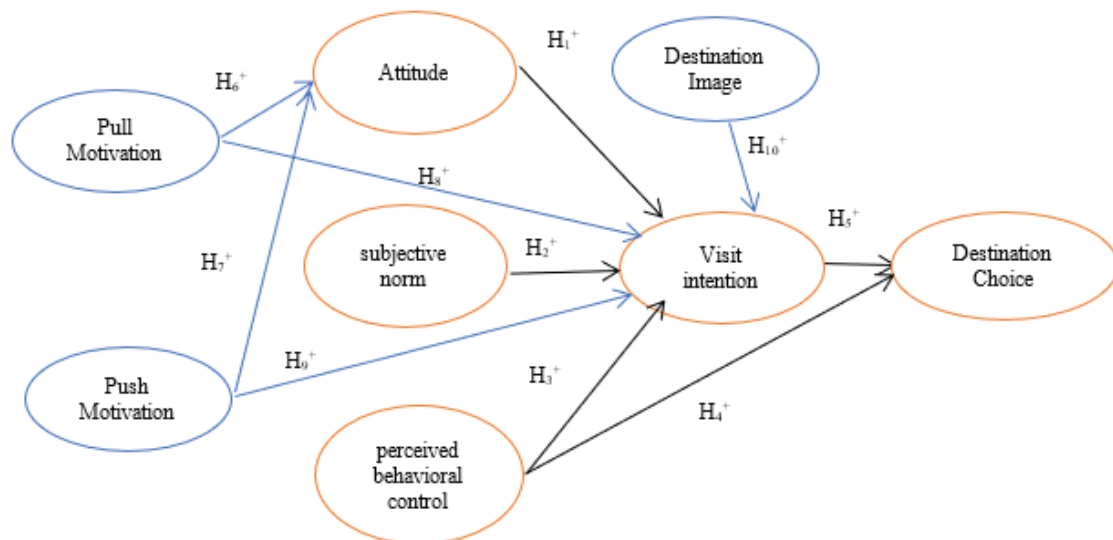 H₁⁺
Attitude
Destination
Image
H₆⁺
Pull
Motivation
H₁₀⁺
H₈⁺
H₅⁺
subjective
norm
H₂⁺
Visit
intention
Destination
Choice
H₇⁺
H₉⁺
H₃⁺
Push
Motivation
H₄⁺
perceived
behavioral
control